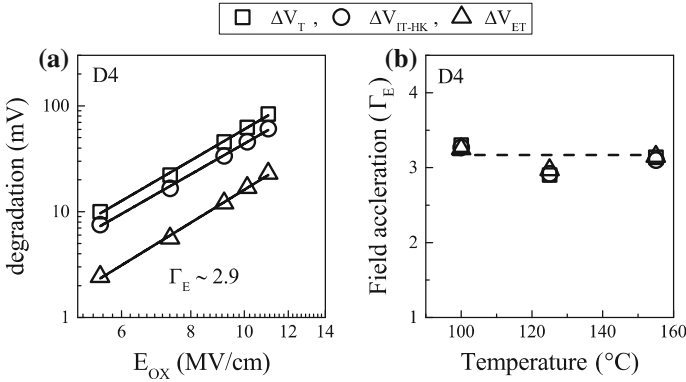 ΔV_T , ΔV_IT-HK , ΔV_ET
(a)
D4
degradation (mV)
100
10
1
Γ_E ~ 2.9
6 8 10 12 14
E_OX (MV/cm)
(b)
D4
Field accleration (Γ_E)
4
3
2
1
100 120 140 160
Temperature (°C)